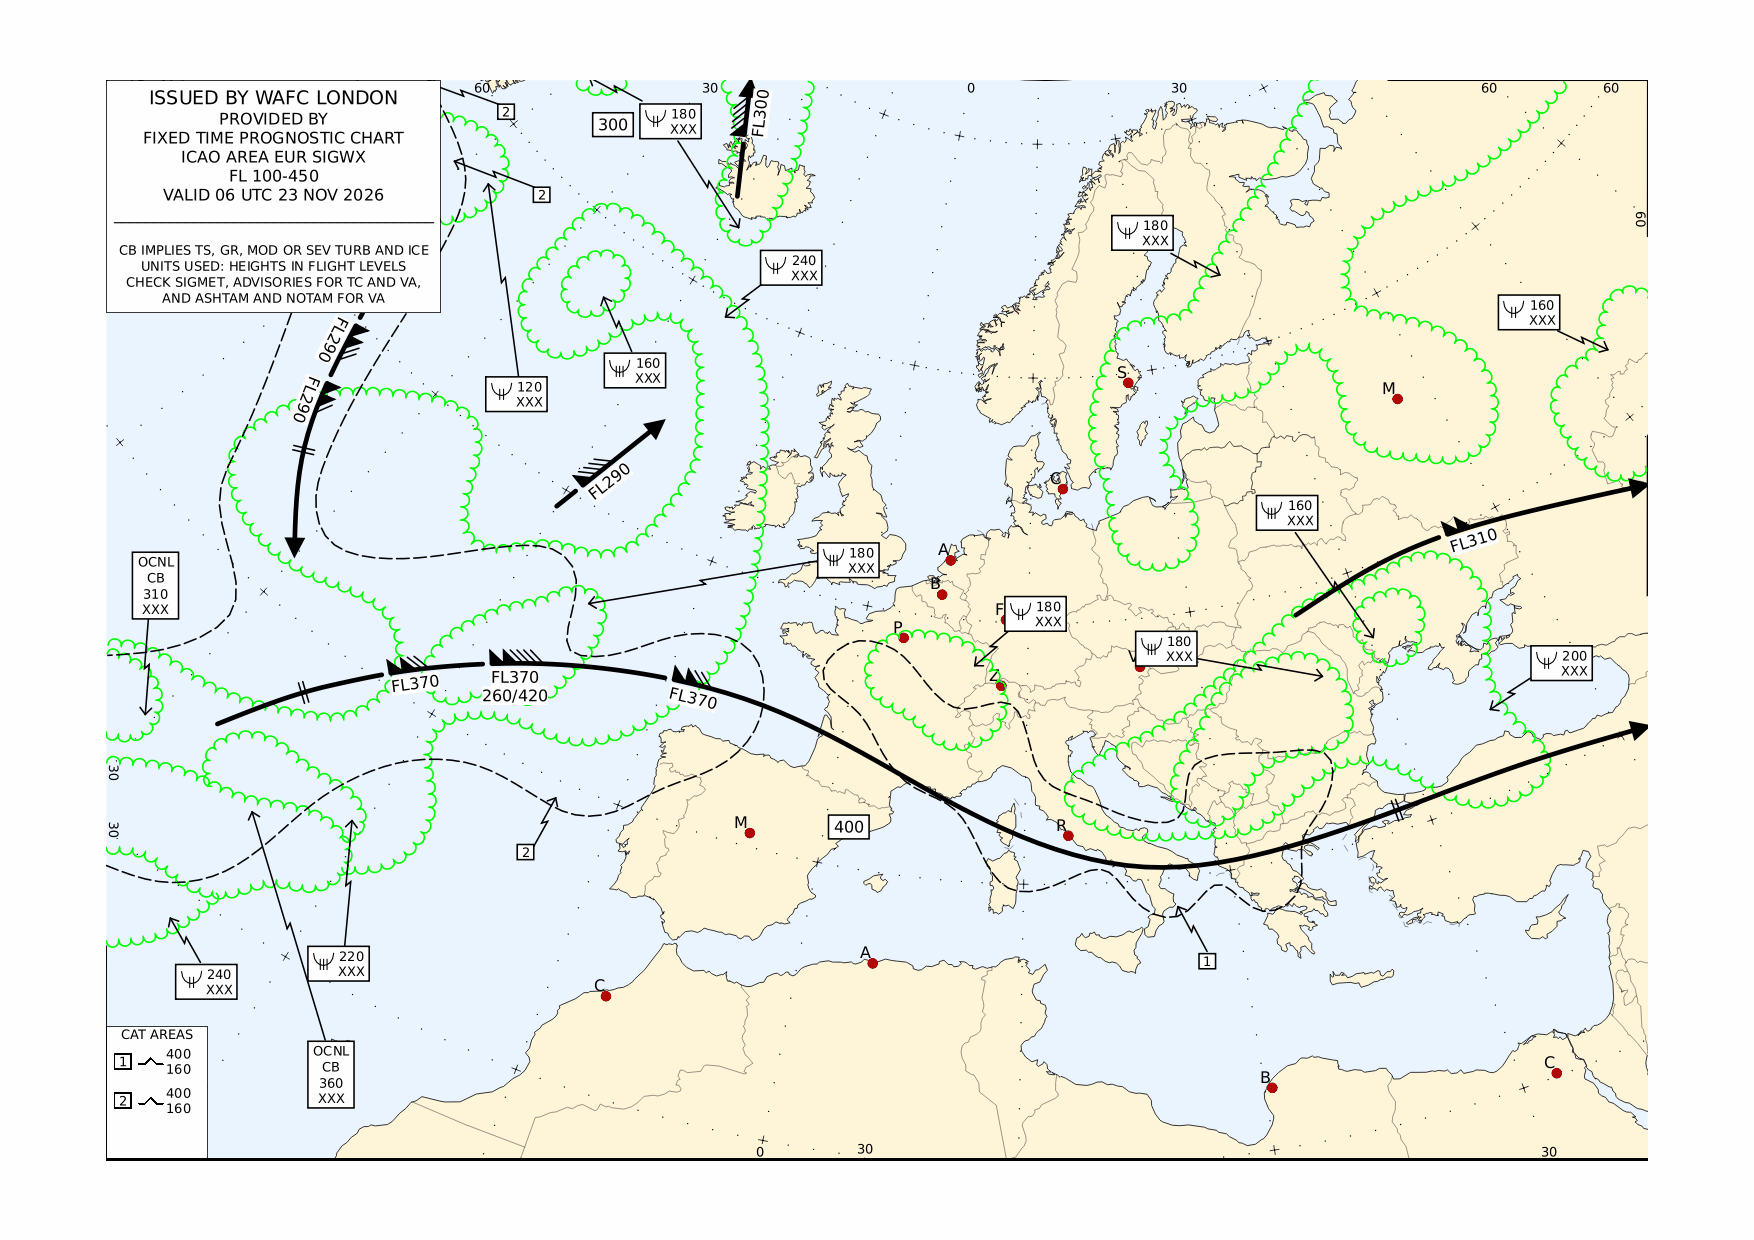 ISSUED BY WAFC LONDON
PROVIDED BY
FIXED TIME PROGNOSTIC CHART
ICAO AREA EUR SIGWX
FL 100-450
VALID 06 UTC 23 NOV 2026
CB IMPLIES TS, GR, MOD OR SEV TURB AND ICE
UNITS USED: HEIGHTS IN FLIGHT LEVELS
CHECK SIGMET, ADVISORIES FOR TC AND VA,
AND ASHTAM AND NOTAM FOR VA
60
30
0
30
60
60
2
300
180
XXX
FL300
2
60
180
XXX
240
XXX
160
XXX
FL290
FL290
160
XXX
120
XXX
S
M
FL290
C
160
XXX
FL310
OCNL
CB
310
XXX
180
XXX
A
B
F
180
XXX
P
180
XXX
V
200
XXX
Z
FL370
FL370
260/420
FL370
30
30
M
400
R
2
220
XXX
240
XXX
A
C
1
CAT AREAS
1
400
160
2
400
160
OCNL
CB
360
XXX
B
C
0
30
30